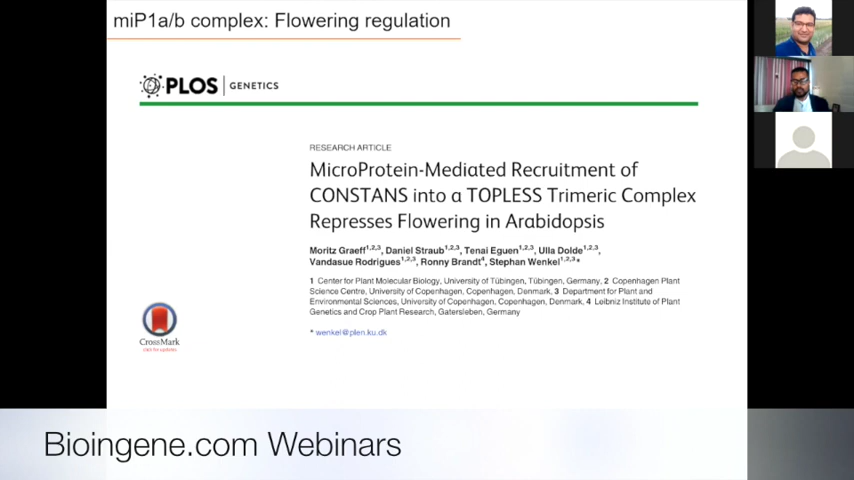 miP1a/b complex: Flowering regulation
PLOS | GENETICS
RESEARCH ARTICLE
MicroProtein-Mediated Recruitment of
CONSTANS into a TOPLESS Trimeric Complex
Represses Flowering in Arabidopsis
Moritz Graeff1,2,3, Daniel Straub1,2,3, Tenai Eguen1,2,3, Ulla Dolde1,2,3,
Vandasue Rodrigues1,2,3, Ronny Brandt4, Stephan Wenkel1,2,3*
1 Center for Plant Molecular Biology, University of Tübingen, Tübingen, Germany, 2 Copenhagen Plant
Science Centre, University of Copenhagen, Copenhagen, Denmark, 3 Department for Plant and
Environmental Sciences, University of Copenhagen, Copenhagen, Denmark, 4 Leibniz Institute of Plant
Genetics and Crop Plant Research, Gatersleben, Germany
* wenkel@plen.ku.dk
CrossMark
click for updates
Bioingene.com Webinars